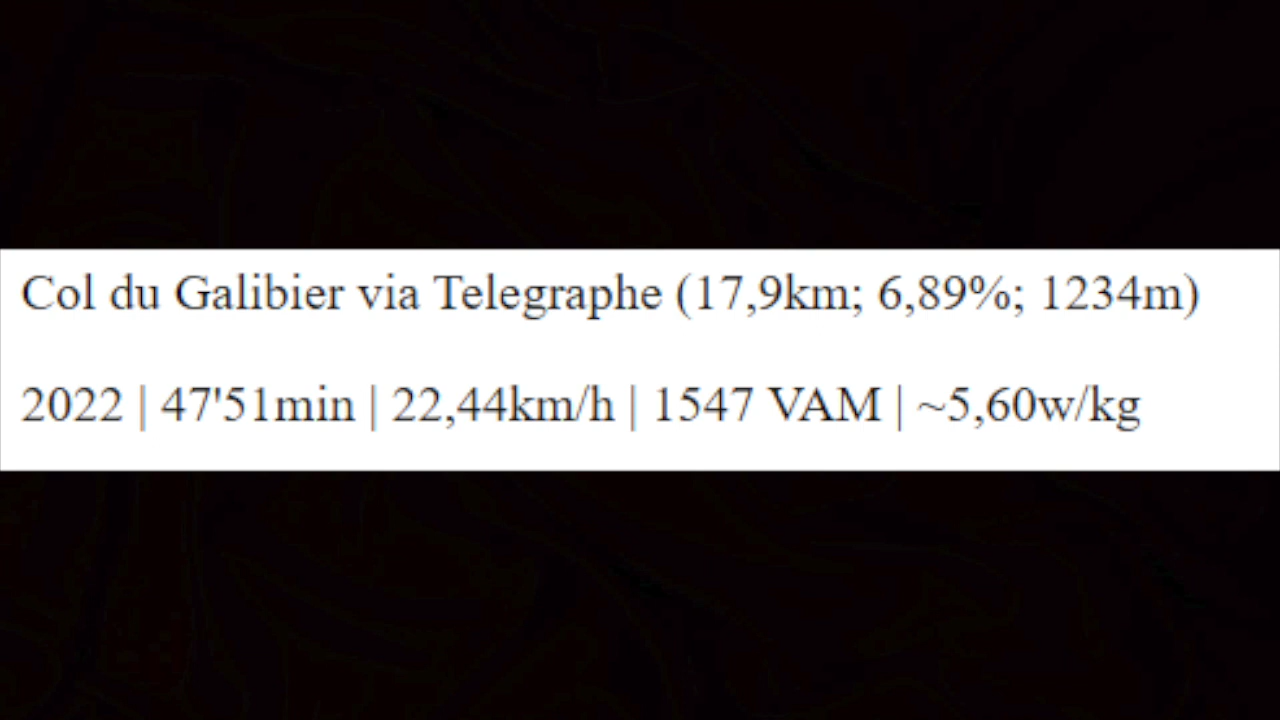 Col du Galibier via Telegraphe (17,9km; 6,89%; 1234m)
2022 | 47'51min | 22,44km/h | 1547 VAM | ~5,60w/kg